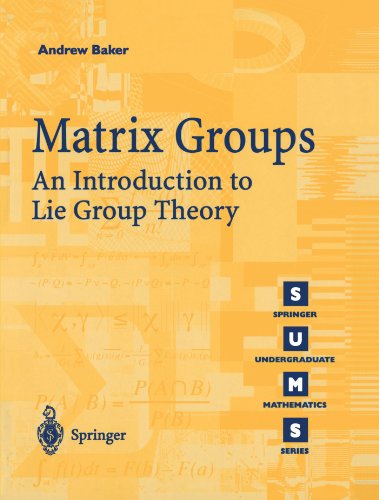 Andrew Baker
Matrix Groups
An Introduction to
Lie Group Theory
S
SPRINGER
U
UNDERGRADUATE
M
MATHEMATICS
S
SERIES
P(A∩B)
P(A|B) =
P(B)
Springer